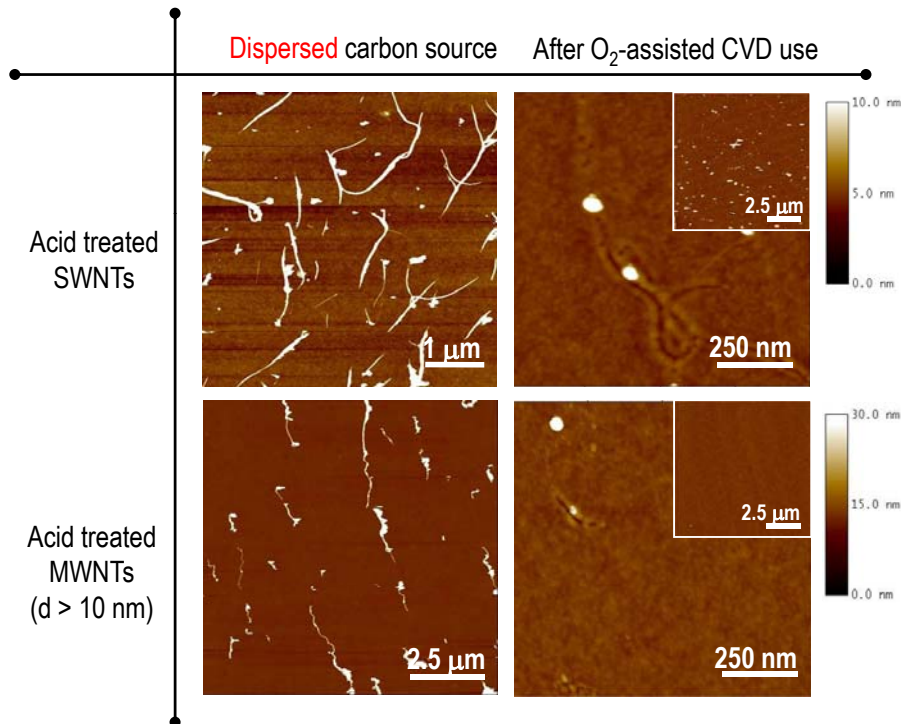 Dispersed carbon source
After O₂-assisted CVD use
Acid treated
SWNTs
1 μm
2.5 μm
250 nm
10.0 nm
5.0 nm
0.0 nm
Acid treated
MWNTs
(d > 10 nm)
2.5 μm
2.5 μm
250 nm
30.0 nm
15.0 nm
0.0 nm